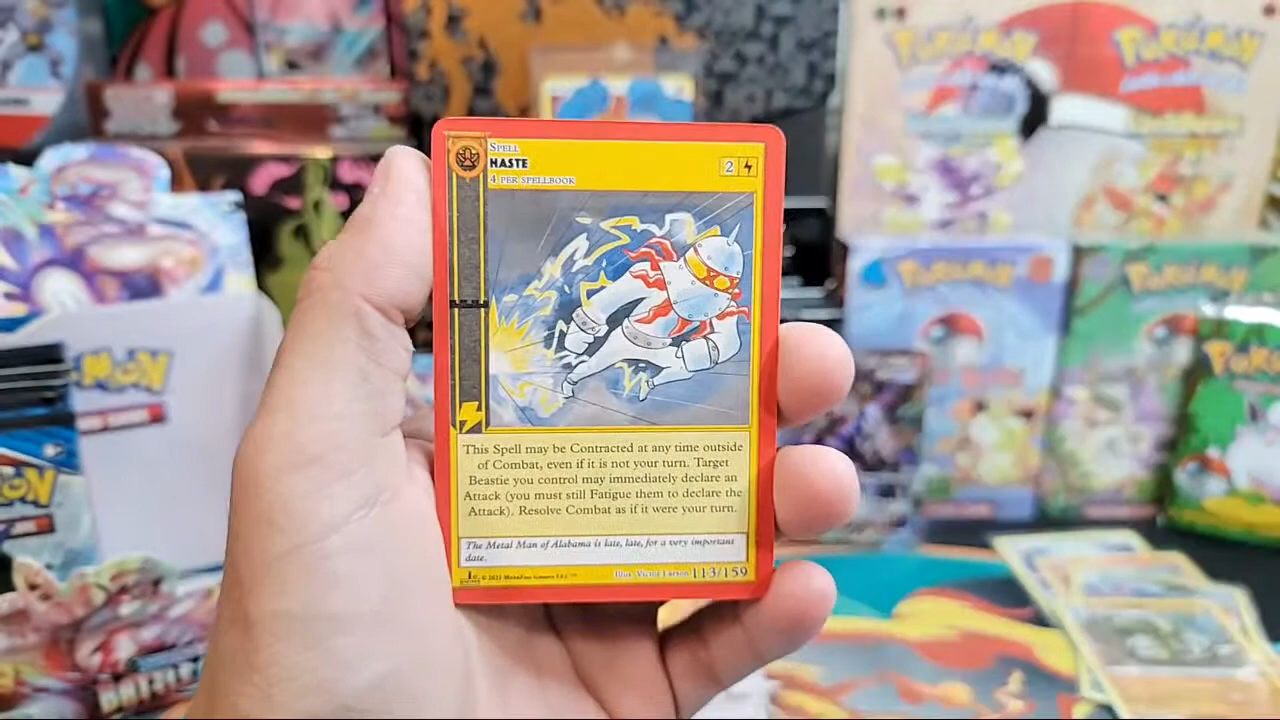 SPELL
HASTE
4 PER SPELLBOOK
2
This Spell may be Contracted at any time outside
of Combat, even if it is not your turn. Target
Beastie you control may immediately declare an
Attack (you must still Fatigue them to declare the
Attack). Resolve Combat as if it were your turn.
The Metal Man of Alabama is late, late, for a very important
date.
Illus. Victor Larson 113/159
POKéMON
POKéMON
POKéMON
POKéMON